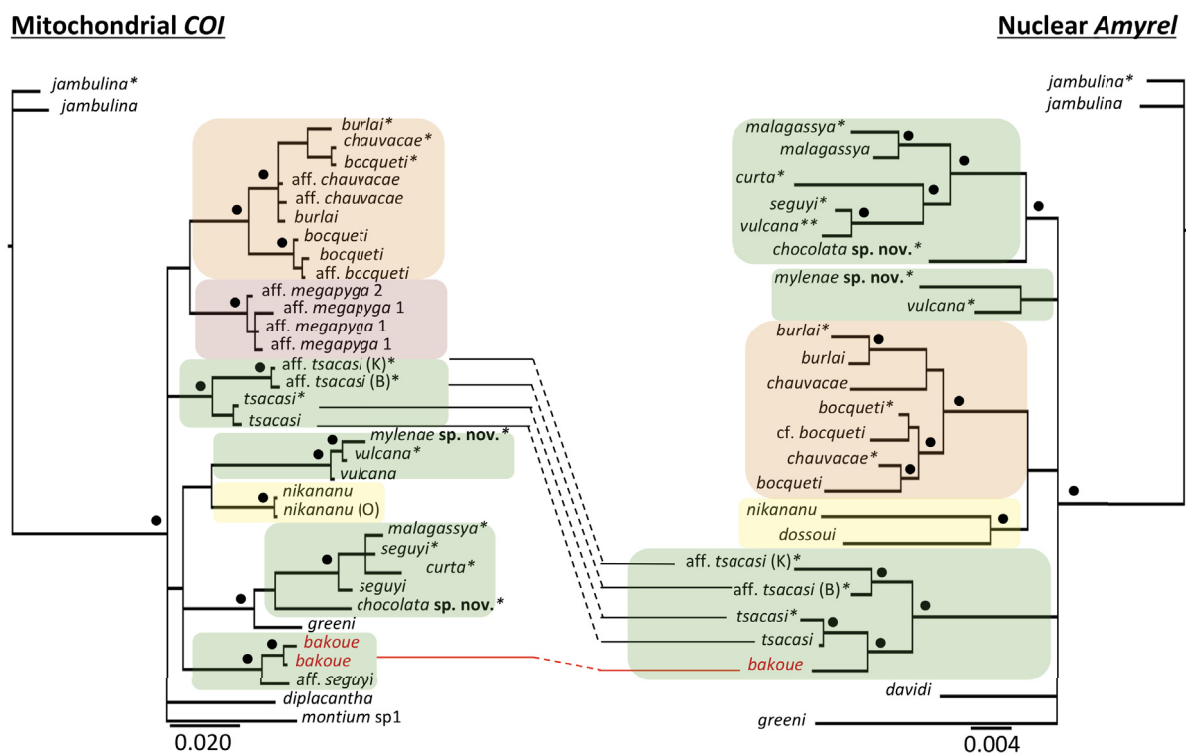 Mitochondrial COI
Nuclear Amyrel
jambulina*
jambulina
burlai*
chauvacae*
bocqueti*
aff. chauvacae
aff. chauvacae
burlai
bocqueti
bocqueti
aff. bocqueti
aff. megapyga 2
aff. megapyga 1
aff. megapyga 1
aff. megapyga 1
aff. tsacasi (K)*
aff. tsacasi (B)*
tsacasi*
tsacasi
mylenae sp. nov.*
vulcana*
vulcana
nikananu
nikananu (O)
malagassya*
seguyi*
curta*
seguyi
chocolata sp. nov.*
greeni
bakoue
bakoue
aff. seguyi
diplacantha
montium sp1
0.020
jambulina*
jambulina
malagassya*
malagassya
curta*
seguyi*
vulcana**
chocolata sp. nov.*
mylenae sp. nov.*
vulcana*
burlai*
burlai
chauvacae
bocqueti*
cf. bocqueti
chauvacae*
bocqueti
nikananu
dossoui
aff. tsacasi (K)*
aff. tsacasi (B)*
tsacasi*
tsacasi
bakoue
davidi
greeni
0.004